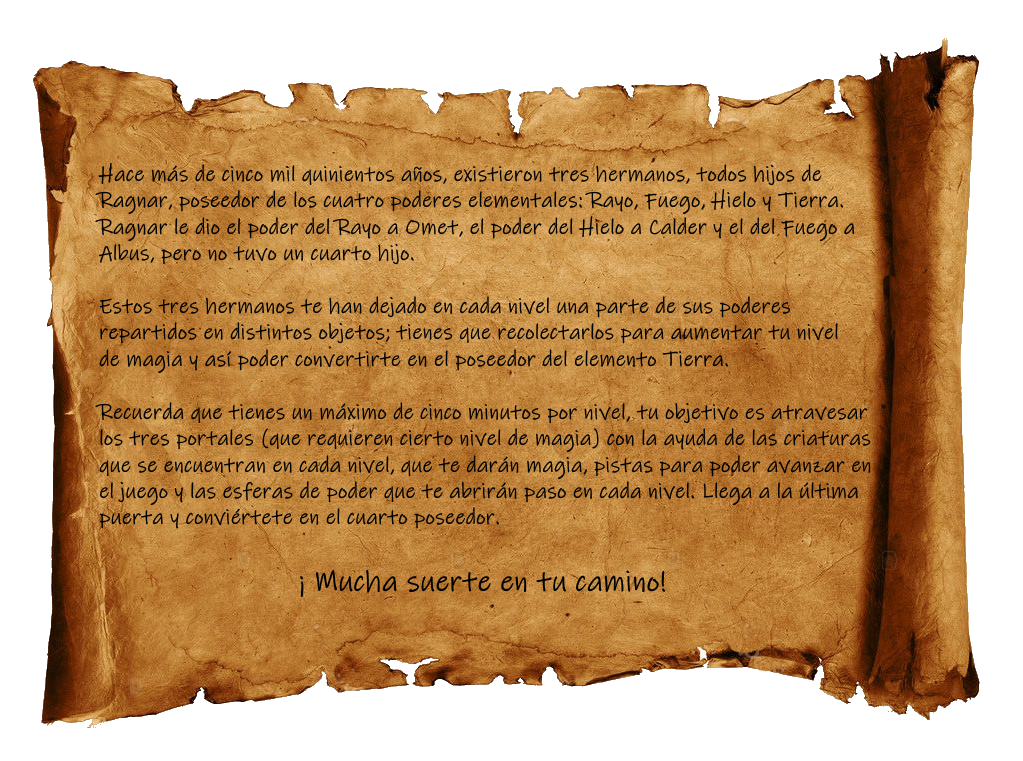 Hace más de cinco mil quinientos años, existieron tres hermanos, todos hijos de
Ragnar, poseedor de los cuatro poderes elementales: Rayo, Fuego, Hielo y Tierra.
Ragnar le dio el poder del Rayo a Omet, el poder del Hielo a Calder y el del Fuego a
Albus, pero no tuvo un cuarto hijo.
Estos tres hermanos te han dejado en cada nivel una parte de sus poderes
repartidos en distintos objetos; tienes que recolectarlos para aumentar tu nivel
de magia y así poder convertirte en el poseedor del elemento Tierra.
Recuerda que tienes un máximo de cinco minutos por nivel, tu objetivo es atravesar
los tres portales (que requieren cierto nivel de magia) con la ayuda de las criaturas
que se encuentran en cada nivel, que te darán magia, pistas para poder avanzar en
el juego y las esferas de poder que te abrirán paso en cada nivel. Llega a la última
puerta y conviértete en el cuarto poseedor.
¡ Mucha suerte en tu camino!